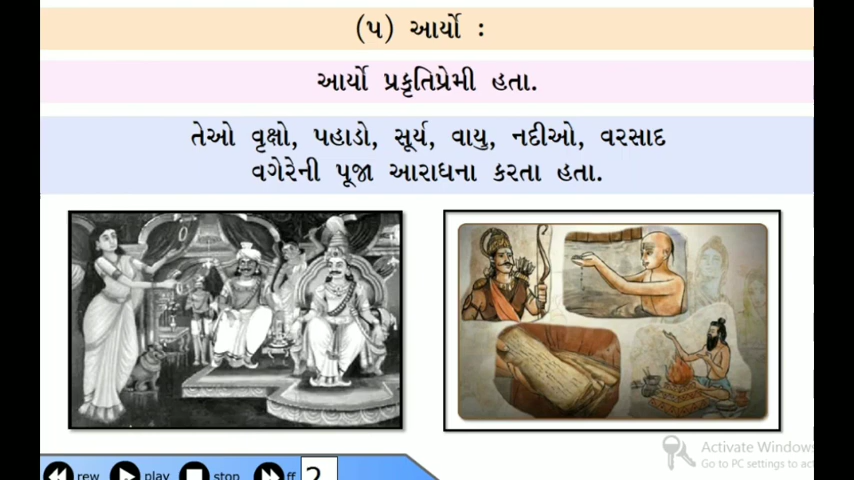 (૫) આર્યો :
આર્યો પ્રકૃતિપ્રેમી હતા.
તેઓ વૃક્ષો, પહાડો, સૂર્ય, વાયુ, નદીઓ, વરસાદ
વગેરેની પૂજા આરાધના કરતા હતા.
Activate Windows
Go to PC settings to
rew play stop ff 2